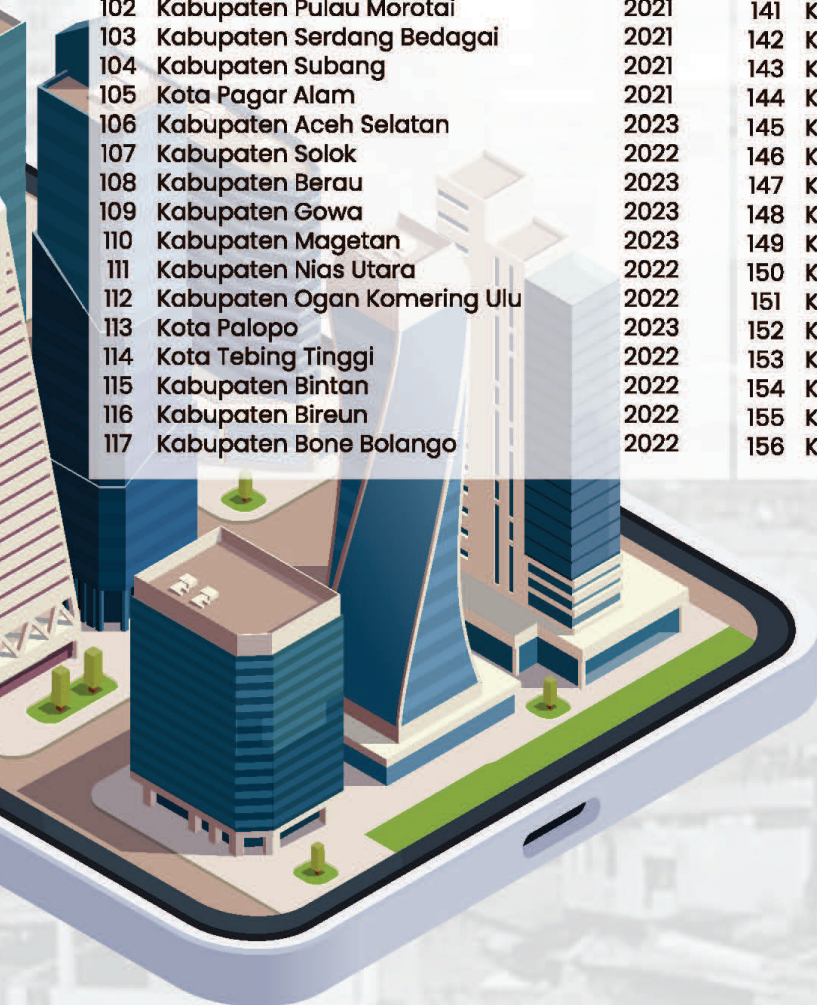 102 Kabupaten Pulau Morotai 2021
103 Kabupaten Serdang Bedagai 2021
104 Kabupaten Subang 2021
105 Kota Pagar Alam 2021
106 Kabupaten Aceh Selatan 2023
107 Kabupaten Solok 2022
108 Kabupaten Berau 2023
109 Kabupaten Gowa 2023
110 Kabupaten Magetan 2023
111 Kabupaten Nias Utara 2022
112 Kabupaten Ogan Komering Ulu 2022
113 Kota Palopo 2023
114 Kota Tebing Tinggi 2022
115 Kabupaten Bintan 2022
116 Kabupaten Bireun 2022
117 Kabupaten Bone Bolango 2022
141 K
142 K
143 K
144 K
145 K
146 K
147 K
148 K
149 K
150 K
151 K
152 K
153 K
154 K
155 K
156 K